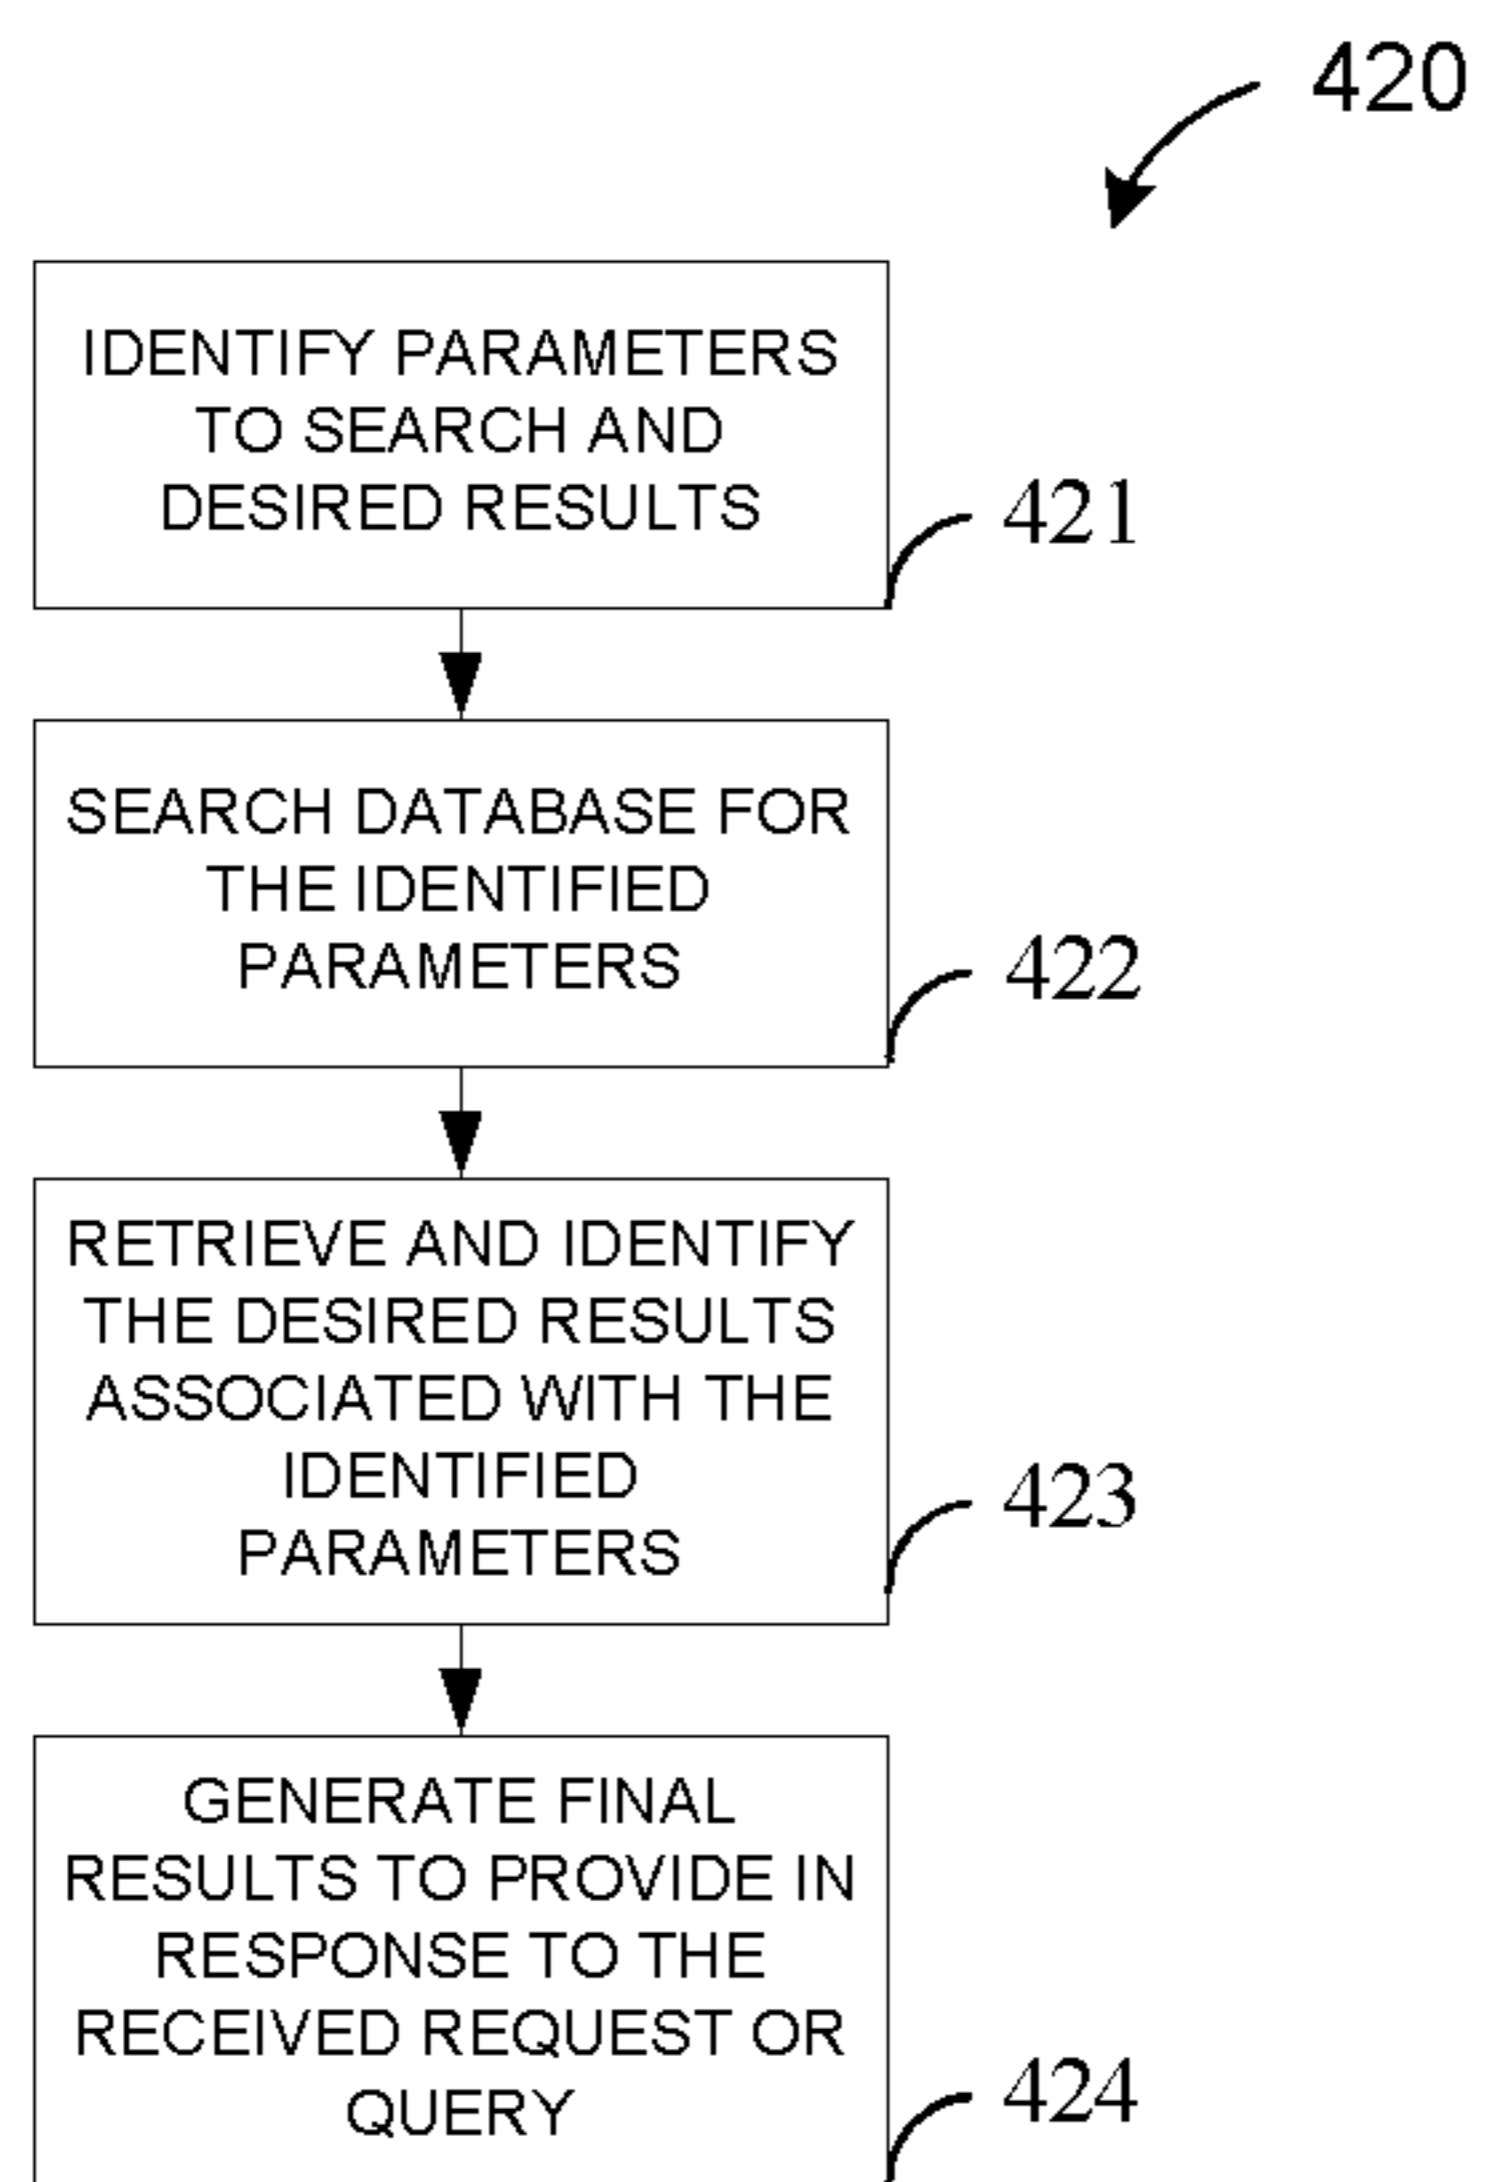 420
IDENTIFY PARAMETERS
TO SEARCH AND
DESIRED RESULTS
421
SEARCH DATABASE FOR
THE IDENTIFIED
PARAMETERS
422
RETRIEVE AND IDENTIFY
THE DESIRED RESULTS
ASSOCIATED WITH THE
IDENTIFIED
PARAMETERS
423
GENERATE FINAL
RESULTS TO PROVIDE IN
RESPONSE TO THE
RECEIVED REQUEST OR
QUERY
424